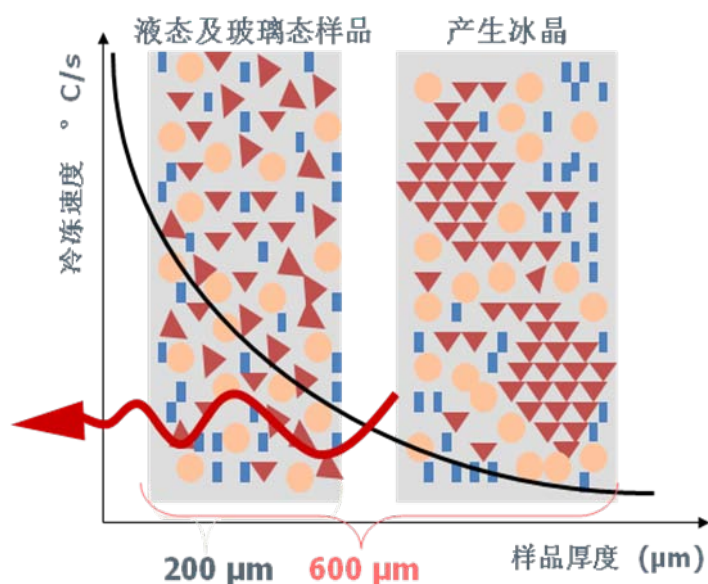 液态及玻璃态样品
产生冰晶
冷冻速度 ° C/s
200 μm
600 μm
样品厚度 (μm)